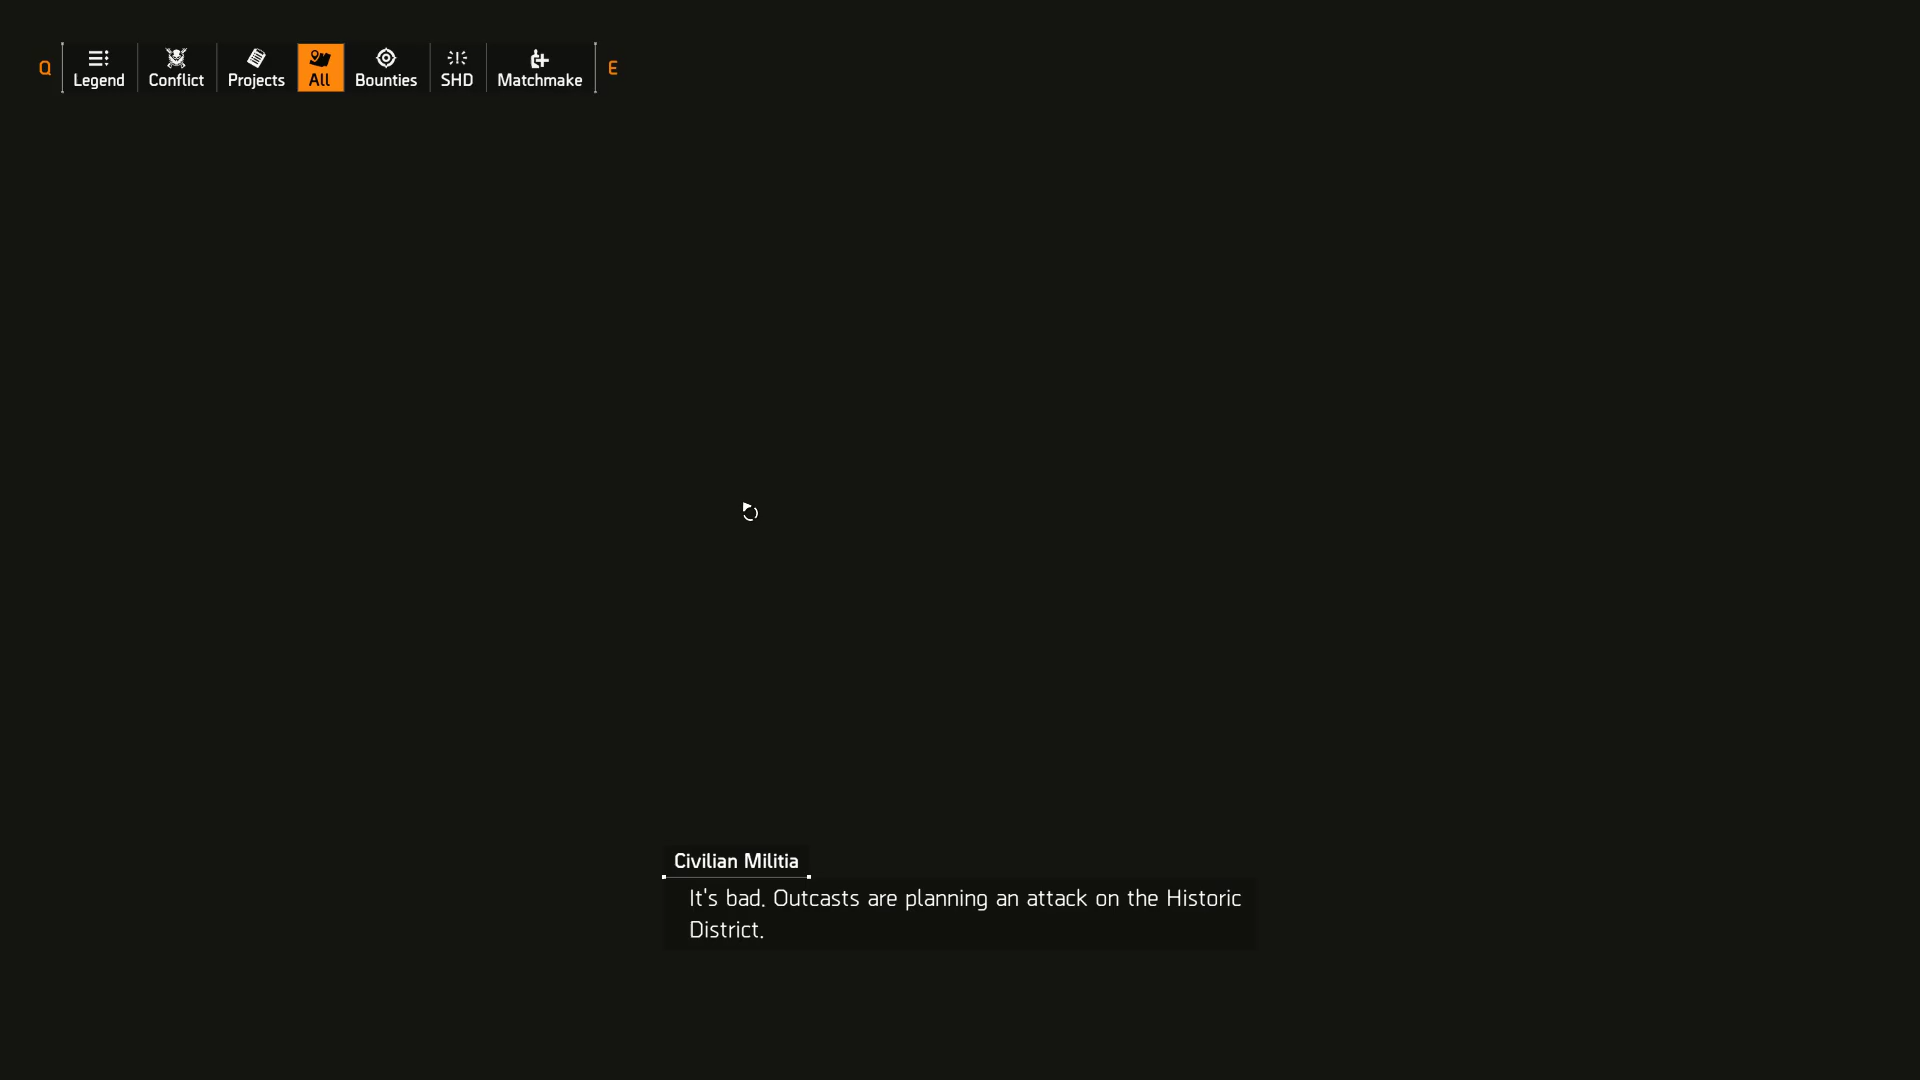 Q Legend Conflict Projects All Bounties SHD Matchmake E
Civilian Militia
It's bad. Outcasts are planning an attack on the Historic
District.